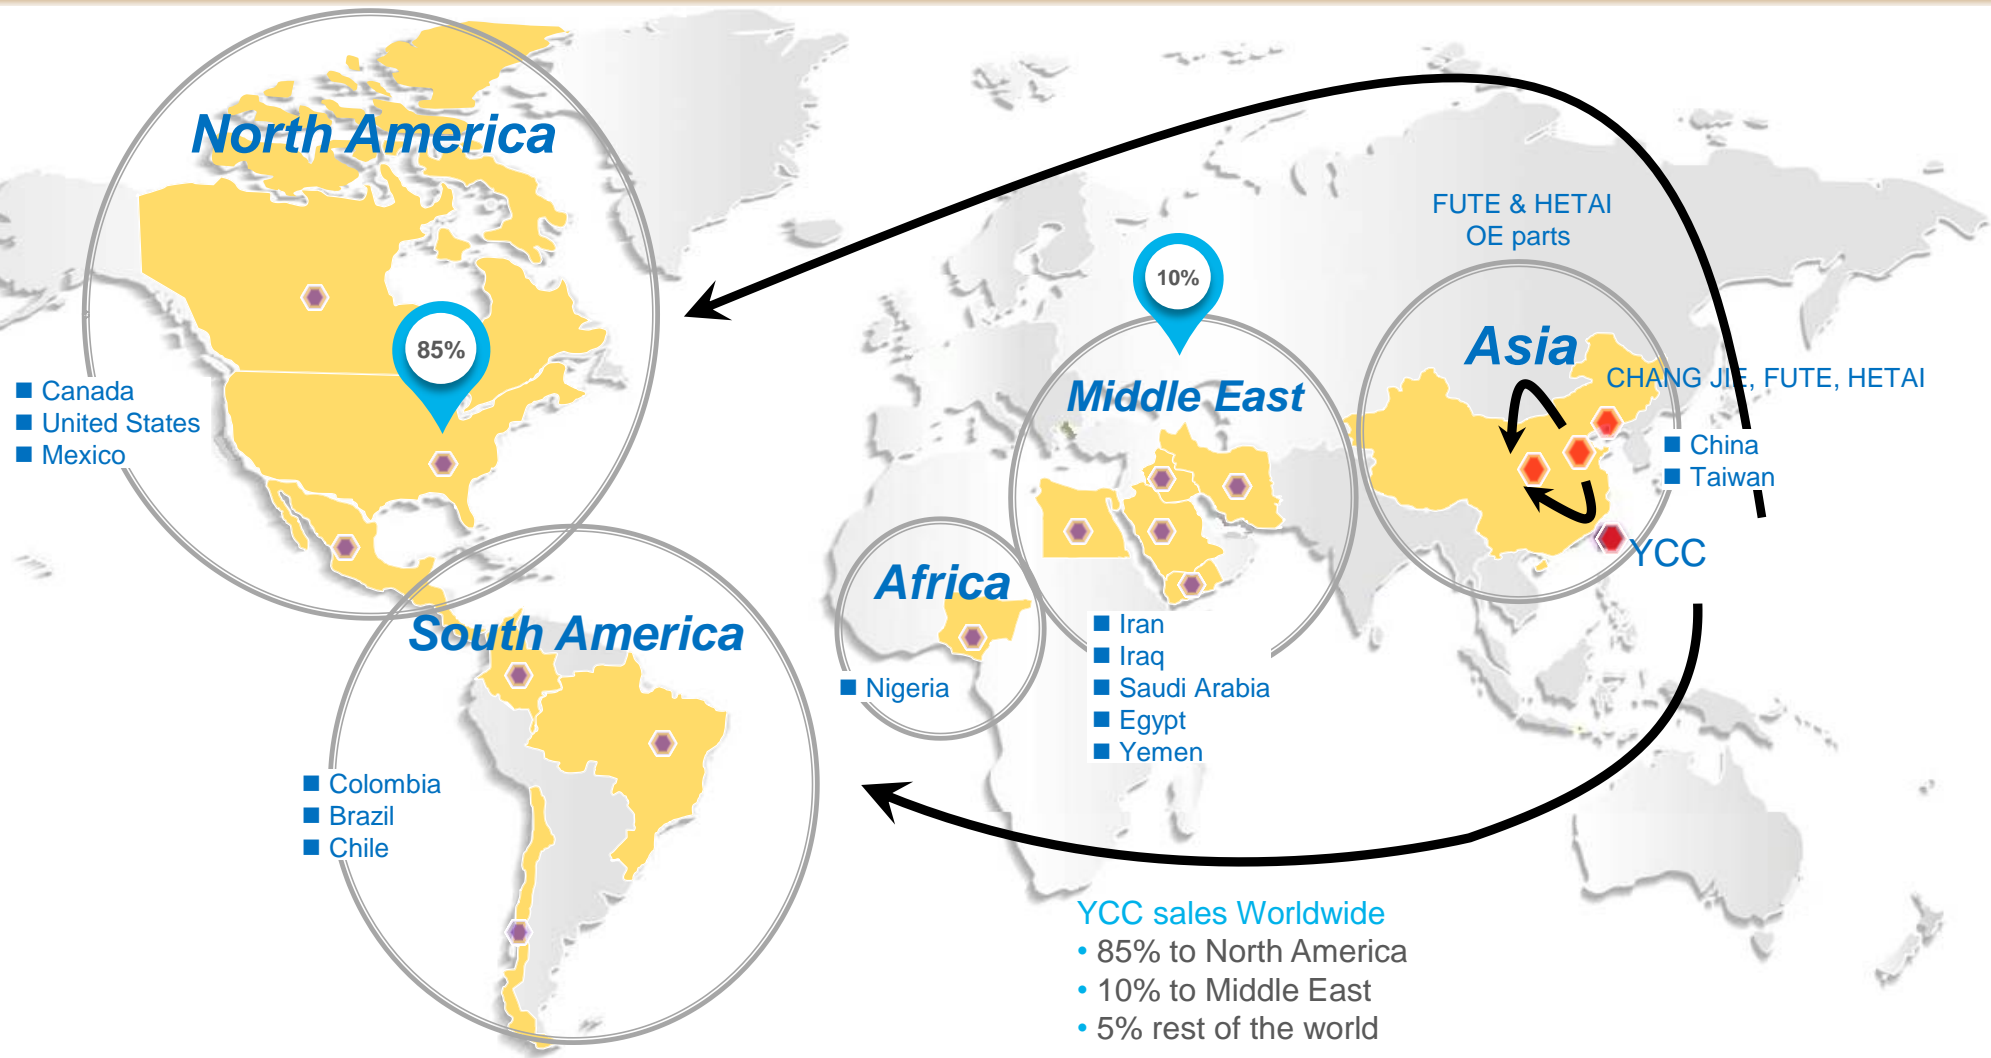 North America
85%
■ Canada
■ United States
■ Mexico
South America
■ Colombia
■ Brazil
■ Chile
Africa
■ Nigeria
10%
Middle East
■ Iran
■ Iraq
■ Saudi Arabia
■ Egypt
■ Yemen
FUTE & HETAI
OE parts
Asia
CHANG JIE, FUTE, HETAI
■ China
■ Taiwan
YCC
YCC sales Worldwide
• 85% to North America
• 10% to Middle East
• 5% rest of the world